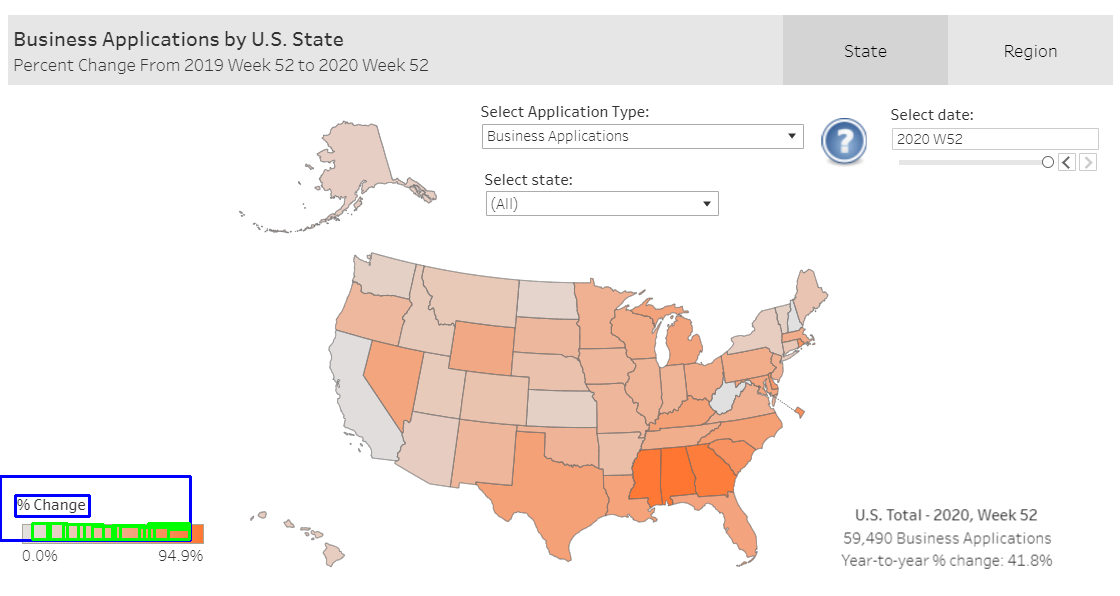 Business Applications by U.S. State
Percent Change From 2019 Week 52 to 2020 Week 52
State
Region
Select Application Type:
Business Applications
?
Select date:
2020 W52
Select state:
(All)
% Change
0.0%
94.9%
U.S. Total - 2020, Week 52
59,490 Business Applications
Year-to-year % change: 41.8%